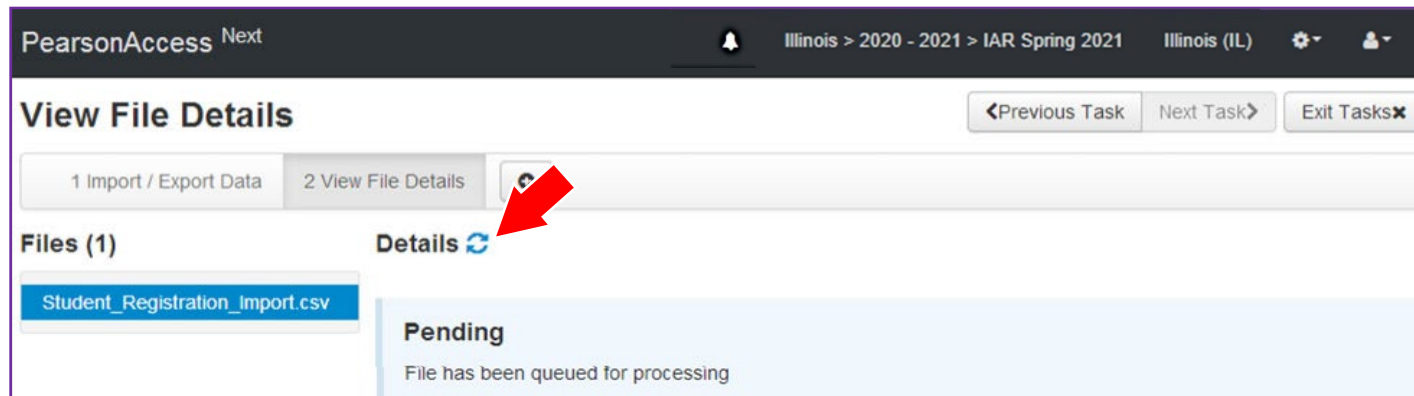 PearsonAccess Next
Illinois > 2020 - 2021 > IAR Spring 2021 Illinois (IL)
View File Details
Previous Task Next Task Exit Tasks
1 Import / Export Data 2 View File Details
Files (1)
Details
Student_Registration_Import.csv
Pending
File has been queued for processing